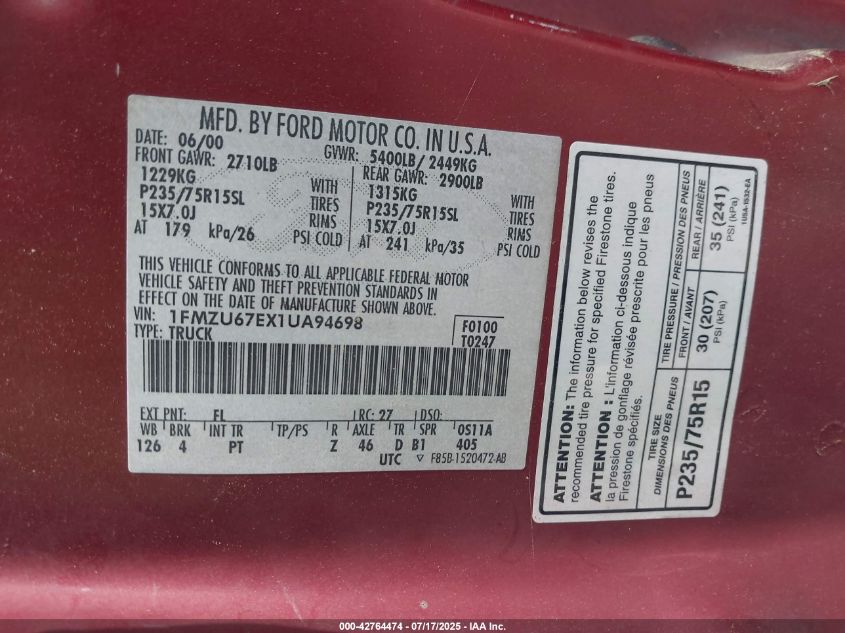 MFD. BY FORD MOTOR CO. IN U.S.A.
DATE: 06/00 GVWR: 5400LB/ 2449KG
FRONT GAWR: 2710LB REAR GAWR: 2900LB
1229KG WITH 1315KG WITH
P235/75R15SL TIRES P235/75R15SL TIRES
15X7.0J RIMS 15X7.0J RIMS
AT 179 kPa/26 PSI COLD AT 241 kPa/35 PSI COLD
THIS VEHICLE CONFORMS TO ALL APPLICABLE FEDERAL MOTOR
VEHICLE SAFETY AND THEFT PREVENTION STANDARDS IN
EFFECT ON THE DATE OF MANUFACTURE SHOWN ABOVE.
VIN: 1FMZU67EX1UA94698 F0100
TYPE: TRUCK T0247
EXT PNT: FL RC: 27 DSO:
WB BRK INT TR TP/PS R AXLE TR SPR 0S11A
126 4 PT Z 46 D B1 405
UTC ▽ F85B-1520472-AB
ATTENTION: The information below revises the
recommended tire pressure for specified Firestone tires.
ATTENTION : L'information ci-dessous indique
la pression de gonflage révisée prescrite pour les pneus
Firestone spécifiés.
TIRE SIZE TIRE PRESSURE / PRESSION DES PNEUS
DIMENSIONS DES PNEUS FRONT / AVANT REAR / ARRIÈRE
P235/75R15 30 (207) 35 (241)
PSI (kPa) PSI (kPa)
1USA-1532-EA
000-42764474 - 07/17/2025 - IAA Inc.